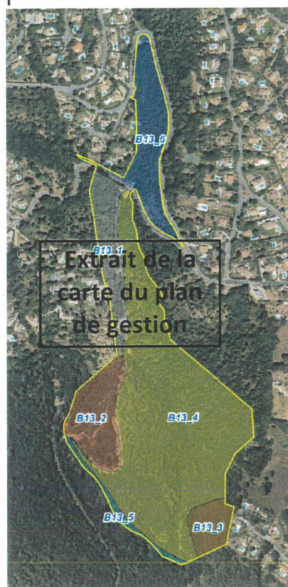 B13_6
B13_1
Extrait de la
carte du plan
de gestion
B13_2
B13_4
B13_5
B13_3